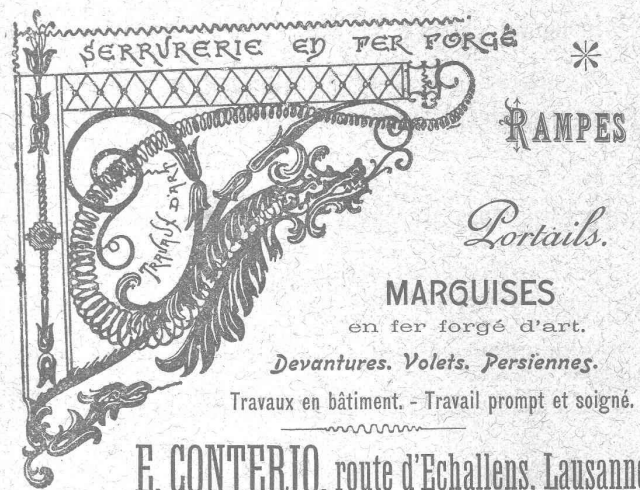 SERRURERIE EN FER FORGÉ
TRAVAUX D'ART
RAMPES
Portails.
MARQUISES
en fer forgé d'art.
Devantures. Volets. Persiennes.
Travaux en bâtiment. - Travail prompt et soigné.
E. CONTERIO, route d'Echallens, Lausanne